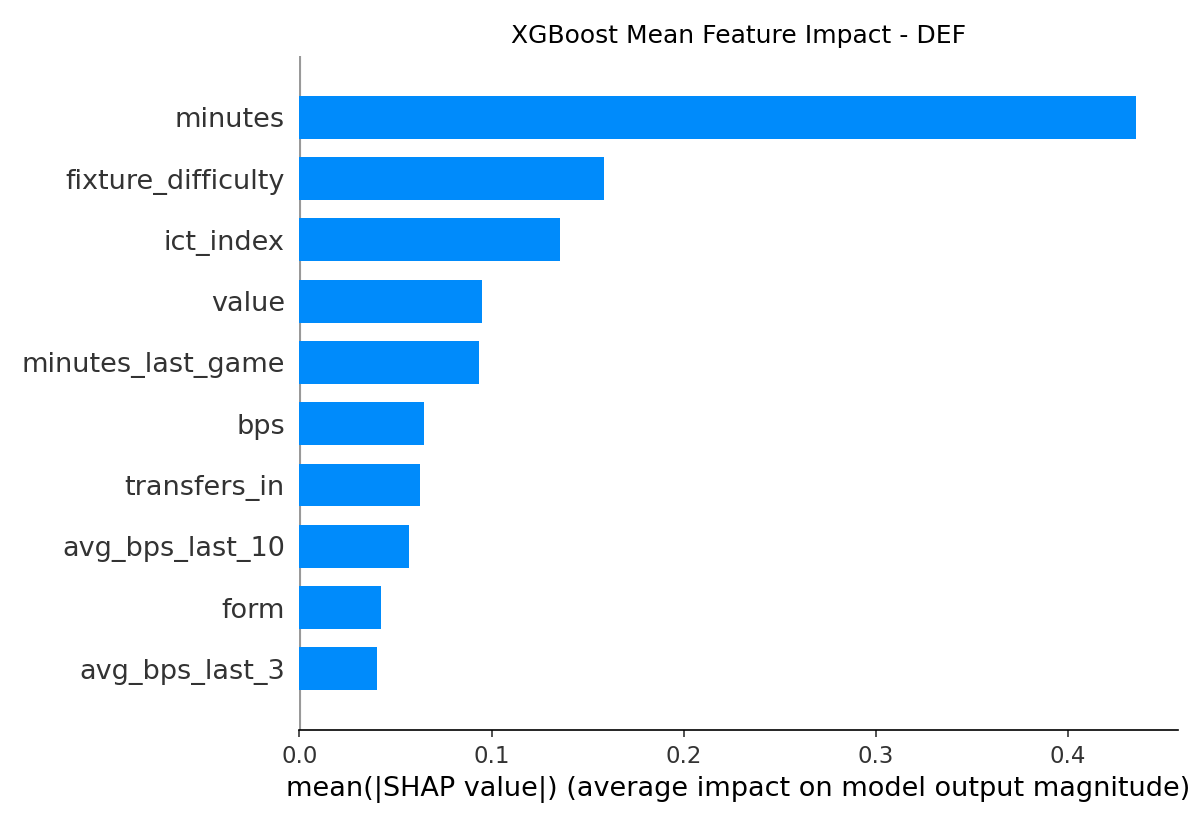 XGBoost Mean Feature Impact - DEF
minutes
fixture_difficulty
ict_index
value
minutes_last_game
bps
transfers_in
avg_bps_last_10
form
avg_bps_last_3
0.0 0.1 0.2 0.3 0.4
mean(|SHAP value|) (average impact on model output magnitude)